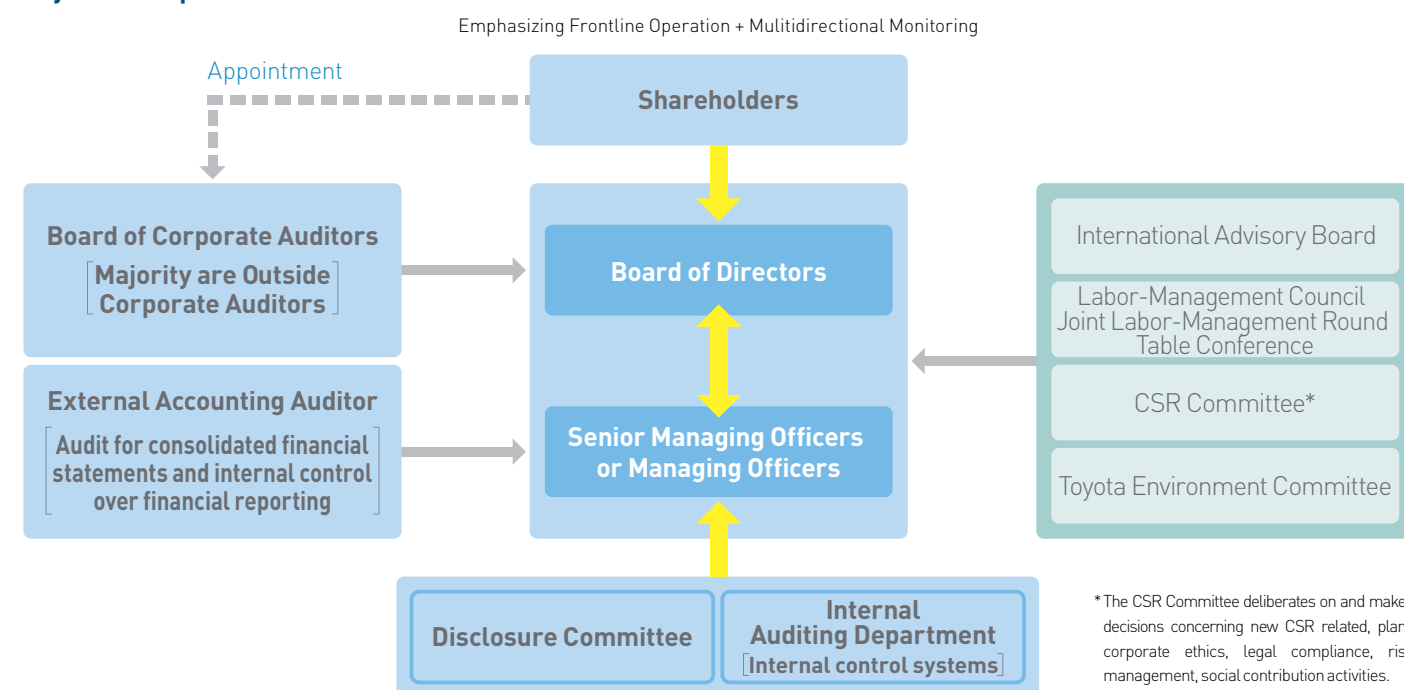 Emphasizing Frontline Operation + Mulitidirectional Monitoring
Appointment
Shareholders
Board of Corporate Auditors
[Majority are Outside
Corporate Auditors]
Board of Directors
International Advisory Board
Labor-Management Council
Joint Labor-Management Round
Table Conference
CSR Committee*
Toyota Environment Committee
External Accounting Auditor
[Audit for consolidated financial
statements and internal control
over financial reporting]
Senior Managing Officers
or Managing Officers
Disclosure Committee
Internal
Auditing Department
[Internal control systems]
*The CSR Committee deliberates on and make
decisions concerning new CSR related, plan
corporate ethics, legal compliance, ris
management, social contribution activities.